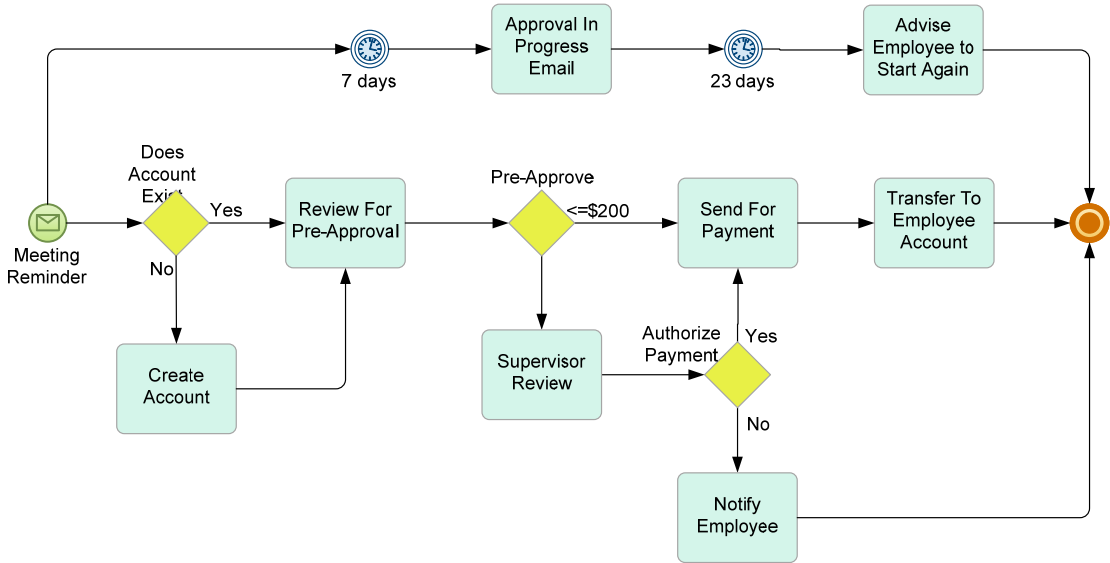 Approval In
Progress
Email
Advise
Employee to
Start Again
7 days
23 days
Does
Account
Exist
Yes
No
Meeting
Reminder
Review For
Pre-Approval
Pre-Approve
<=$200
Send For
Payment
Transfer To
Employee
Account
Create
Account
Supervisor
Review
Authorize
Payment
Yes
No
Notify
Employee